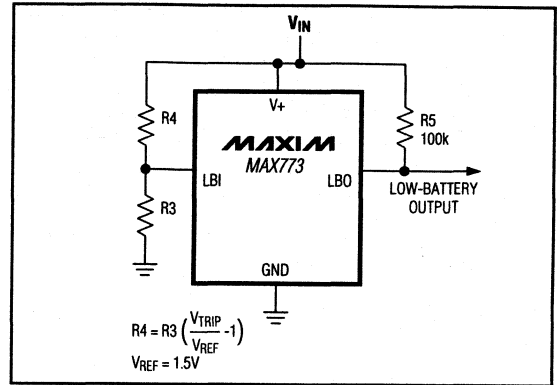 VIN
R4
V+
R5
100k
MAXIM
MAX773
LBI
LBO
LOW-BATTERY
OUTPUT
R3
GND
R4 = R3 (VTRIP/VREF -1)
VREF = 1.5V